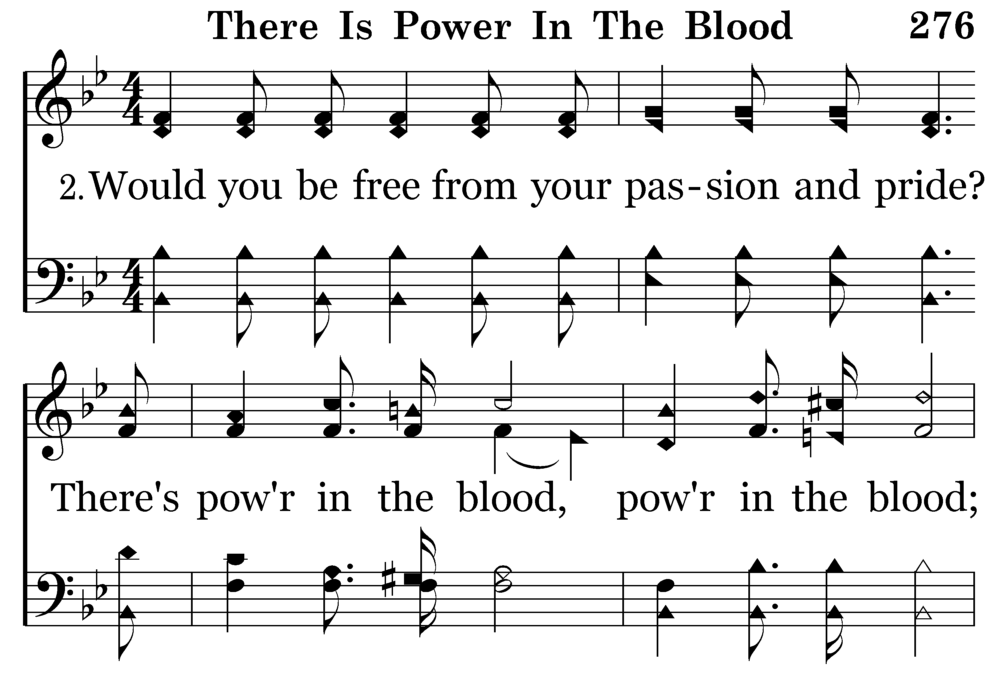 There Is Power In The Blood 276
2. Would you be free from your pas-sion and pride?
There's pow'r in the blood, pow'r in the blood;